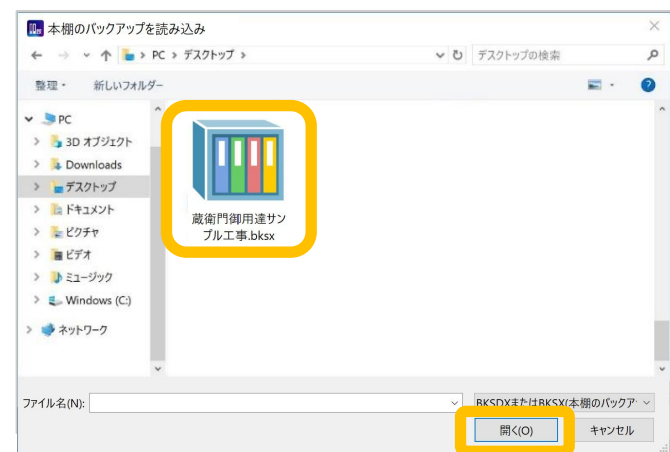 本棚のバックアップを読み込み
PC > デスクトップ >
デスクトップの検索
整理
新しいフォルダー
PC
3D オブジェクト
Downloads
デスクトップ
ドキュメント
ピクチャ
ビデオ
ミュージック
Windows (C:)
ネットワーク
蔵衛門御用達サン
プル工事.bksx
ファイル名(N):
BKSDXまたはBKSX(本棚のバックア
開く(O)
キャンセル